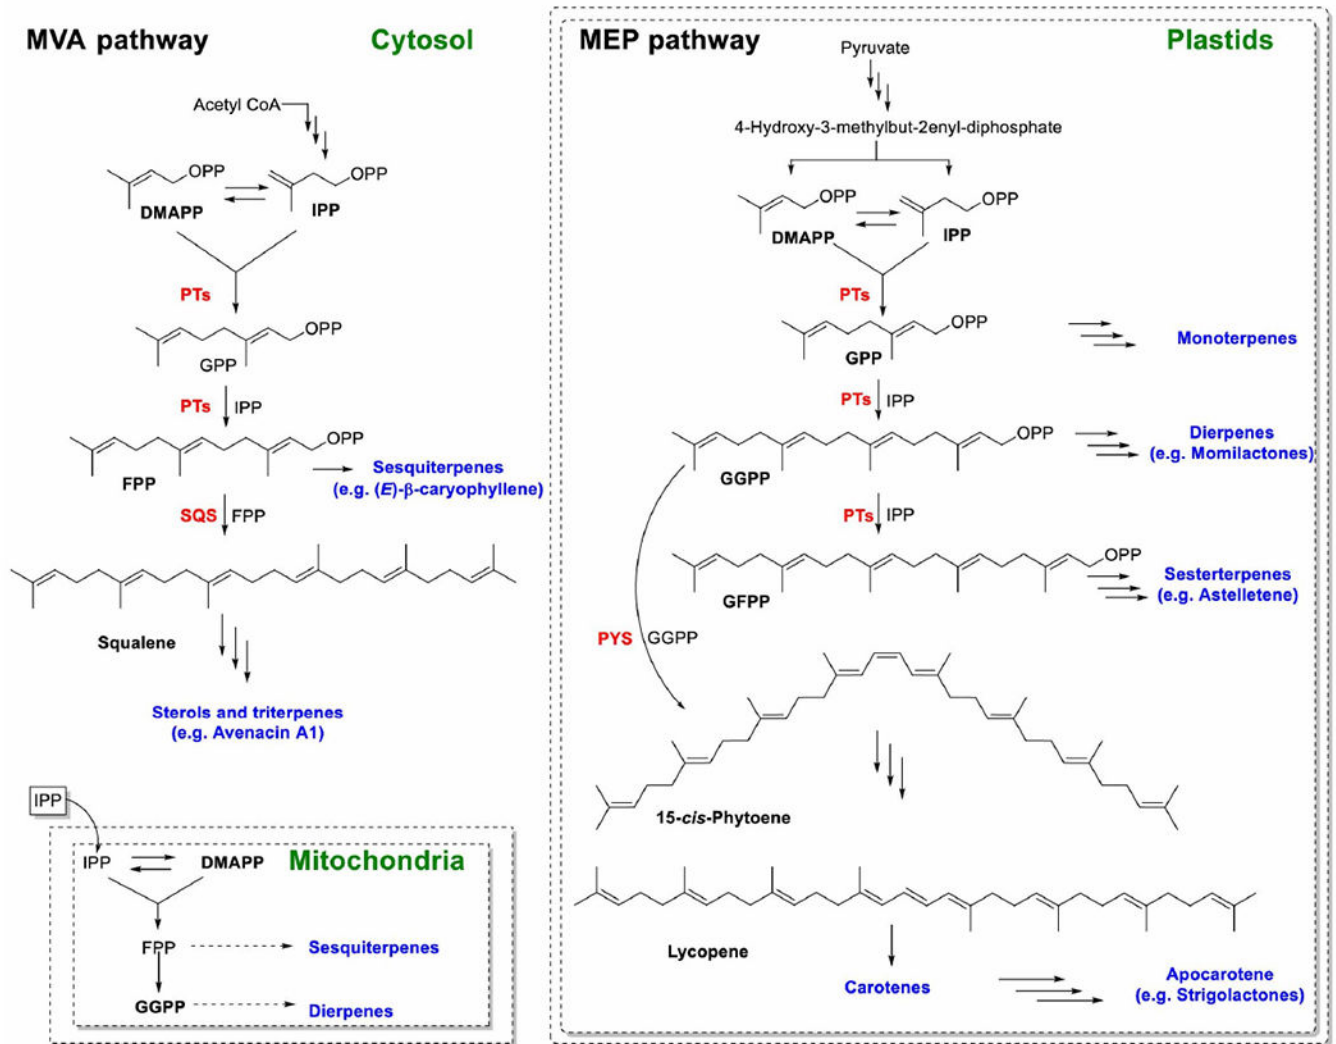 MVA pathway
Cytosol
Acetyl CoA
OPP
OPP
DMAPP
IPP
PTs
OPP
GPP
PTs
IPP
OPP
FPP
Sesquiterpenes
(e.g. (E)-β-caryophyllene)
SQS
FPP
Squalene
Sterols and triterpenes
(e.g. Avenacin A1)
IPP
IPP
DMAPP
Mitochondria
FPP
Sesquiterpenes
GGPP
Dierpenes
MEP pathway
Plastids
Pyruvate
4-Hydroxy-3-methylbut-2enyl-diphosphate
OPP
OPP
DMAPP
IPP
PTs
OPP
GPP
Monoterpenes
PTs
IPP
OPP
GGPP
Dierpenes
(e.g. Momilactones)
PTs
IPP
OPP
GFPP
Sesterterpenes
(e.g. Astelletene)
PYS
GGPP
15-cis-Phytoene
Lycopene
Carotenes
Apocarotene
(e.g. Strigolactones)